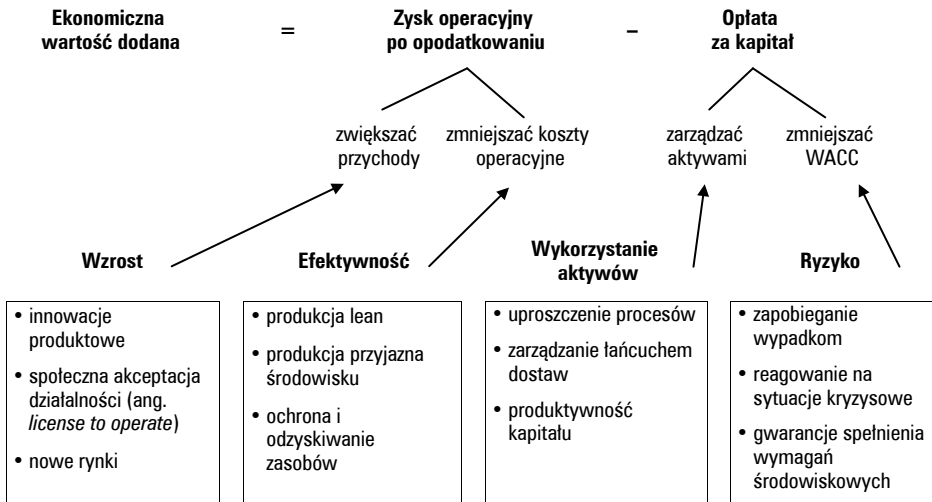 Ekonomiczna
wartość dodana
=
Zysk operacyjny
po opodatkowaniu
–
Opłata
za kapitał
zwiększać
przychody
zmniejszać koszty
operacyjne
zarządzać
aktywami
zmniejszać
WACC
Wzrost
Efektywność
Wykorzystanie
aktywów
Ryzyko
• innowacje
produktowe
• społeczna akceptacja
działalności (ang.
license to operate)
• nowe rynki
• produkcja lean
• produkcja przyjazna
środowisku
• ochrona i
odzyskiwanie
zasobów
• uproszczenie procesów
• zarządzanie łańcuchem
dostaw
• produktywność
kapitału
• zapobieganie
wypadkom
• reagowanie na
sytuacje kryzysowe
• gwarancje spełnienia
wymagań
środowiskowych